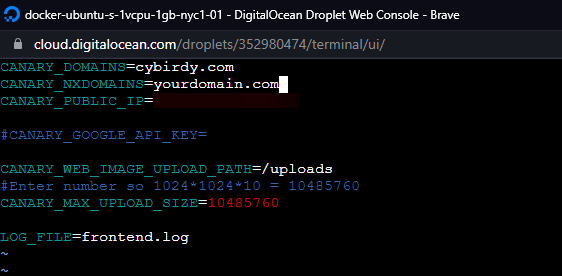 docker-ubuntu-s-1vcpu-1gb-nyc1-01 - DigitalOcean Droplet Web Console - Brave
cloud.digitalocean.com/droplets/352980474/terminal/ui/
CANARY_DOMAINS=cybirdy.com
CANARY_NXDOMAINS=yourdomain.com
CANARY_PUBLIC_IP=
#CANARY_GOOGLE_API_KEY=
CANARY_WEB_IMAGE_UPLOAD_PATH=/uploads
#Enter number so 1024*1024*10 = 10485760
CANARY_MAX_UPLOAD_SIZE=10485760
LOG_FILE=frontend.log
~
~